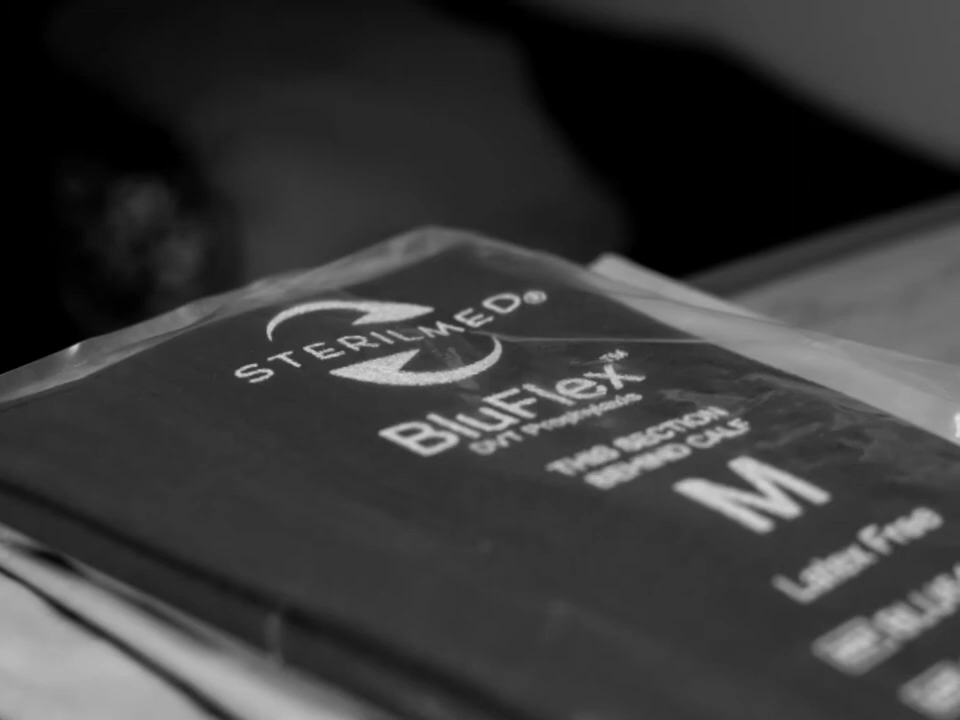 STERILMED®
BluFlex™
DVT Prophylaxis
THIS SECTION
BEHIND CALF
M
Latex Free